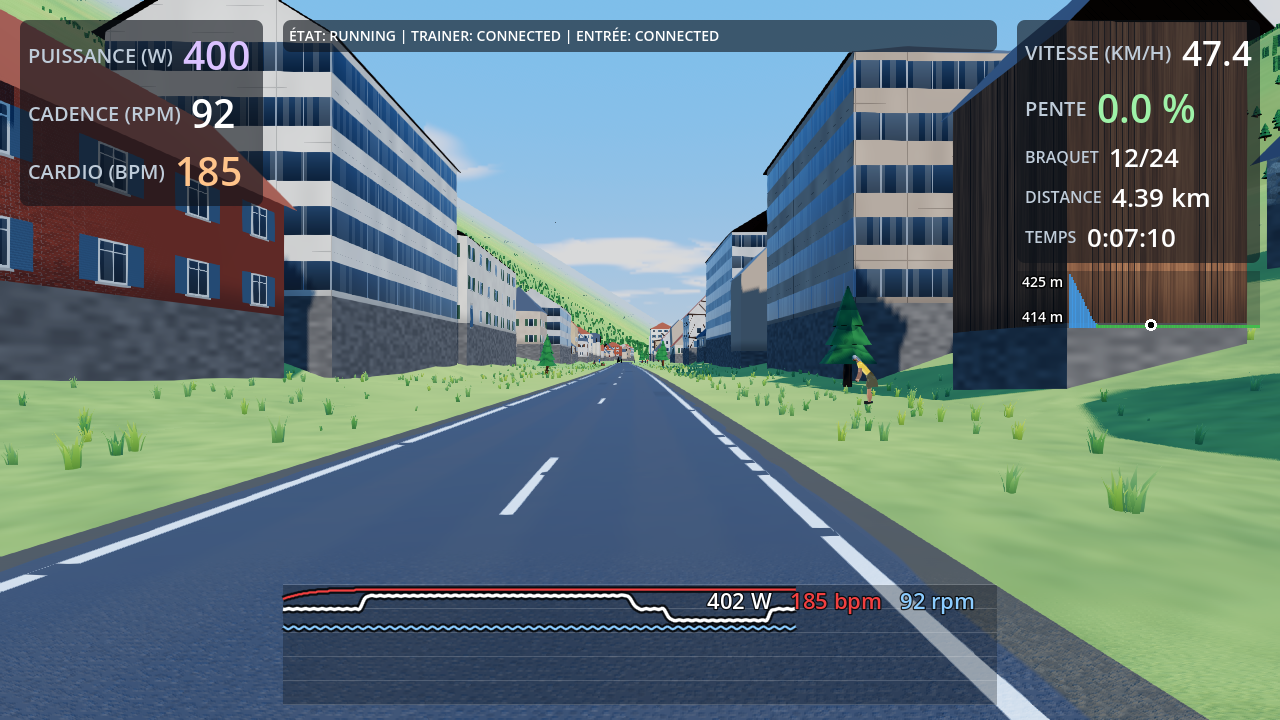 PUISSANCE (W) 400
CADENCE (RPM) 92
CARDIO (BPM) 185
ÉTAT: RUNNING | TRAINER: CONNECTED | ENTRÉE: CONNECTED
VITESSE (KM/H) 47.4
PENTE 0.0 %
BRAQUET 12/24
DISTANCE 4.39 km
TEMPS 0:07:10
425 m
414 m
402 W 185 bpm 92 rpm